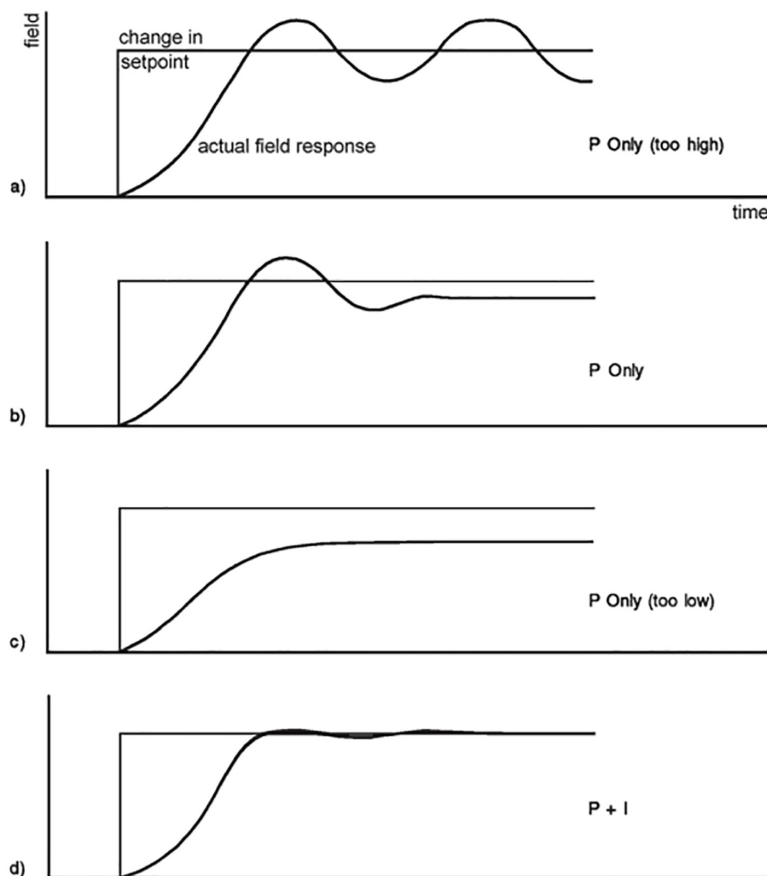 field
change in
setpoint
actual field response
P Only (too high)
a)
time
P Only
b)
P Only (too low)
c)
P + I
d)